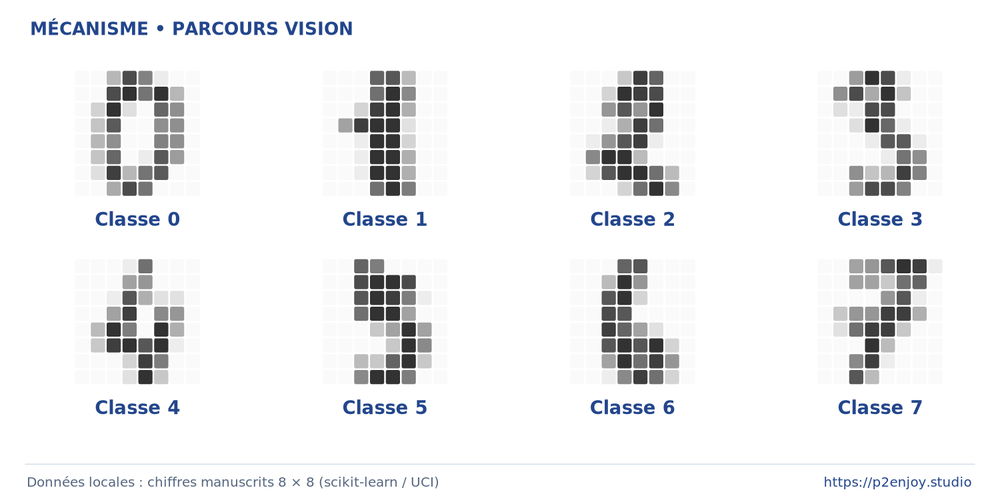 MÉCANISME • PARCOURS VISION
Classe 0
Classe 1
Classe 2
Classe 3
Classe 4
Classe 5
Classe 6
Classe 7
Données locales : chiffres manuscrits 8 × 8 (scikit-learn / UCI)
https://p2enjoy.studio